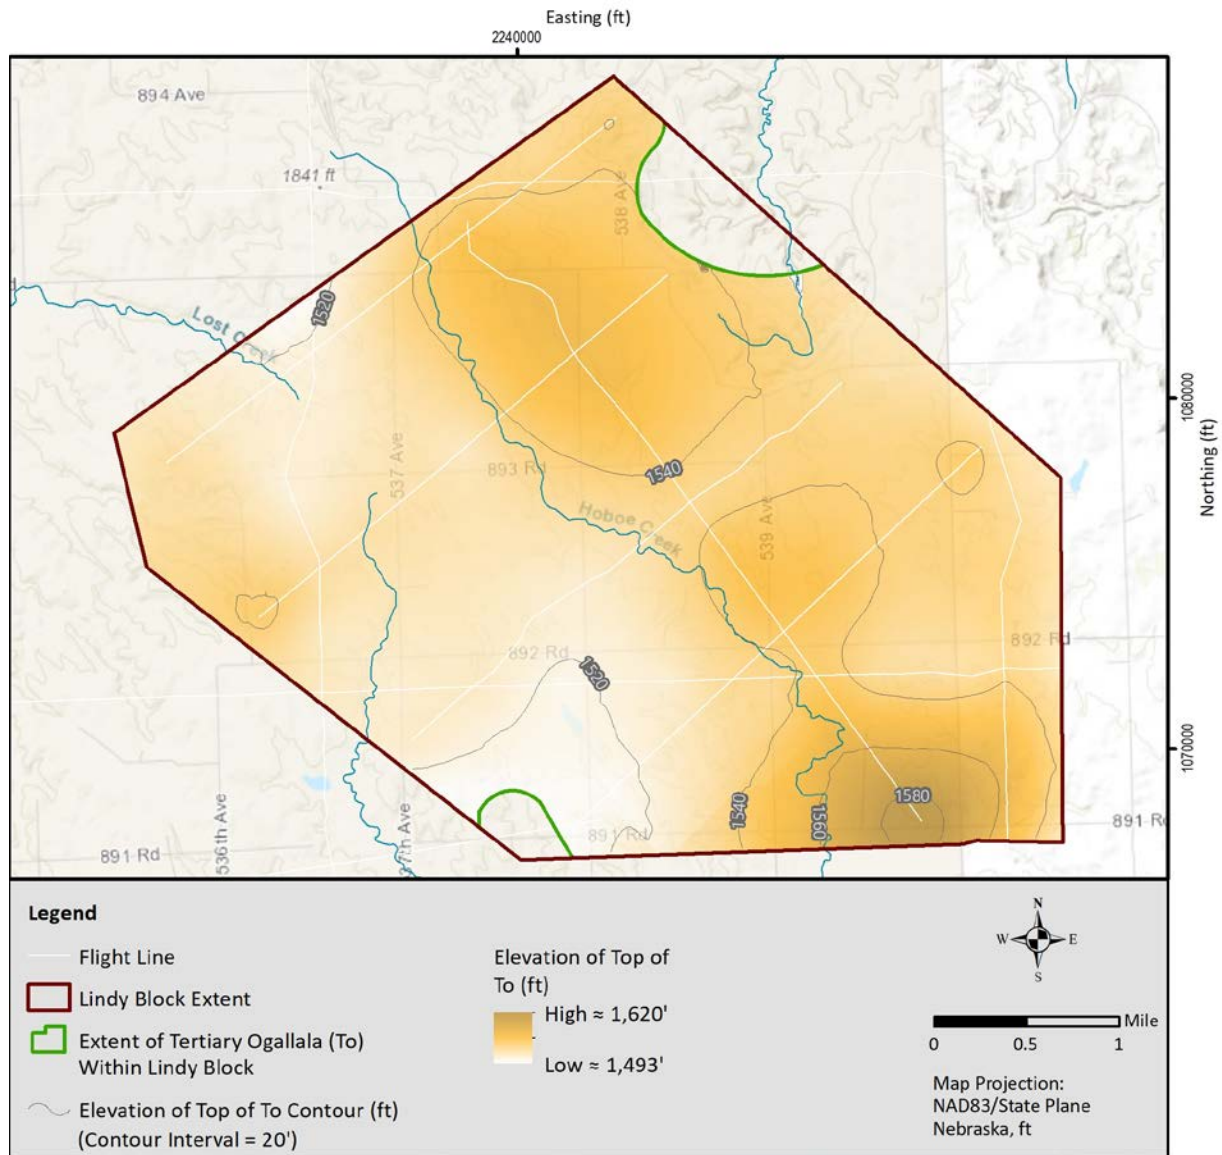 Easting (ft)
2240000
894 Ave
1841 ft
538 Ave
1520
Lost Creek
1080000
Northing (ft)
537 Ave
893 Rd
1540
Hoboe Creek
539 Ave
892 Rd
892 Rd
1520
1070000
536th Ave
37th Ave
1540
1560
1580
891 Rd
891 Rd
891 R
Legend
Flight Line
Lindy Block Extent
Extent of Tertiary Ogallala (To)
Within Lindy Block
Elevation of Top of To Contour (ft)
(Contour Interval = 20')
Elevation of Top of
To (ft)
High ≈ 1,620'
Low ≈ 1,493'
N
W
E
S
Mile
0
0.5
1
Map Projection:
NAD83/State Plane
Nebraska, ft